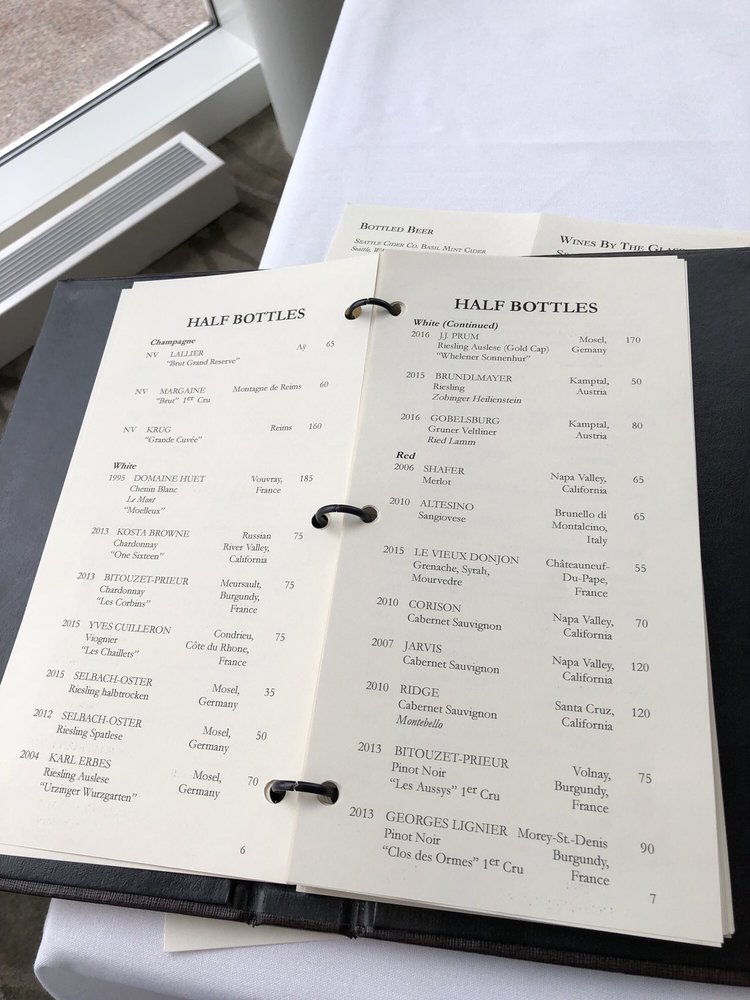 BOTTLED BEER
SEATTLE CIDER CO. BASIL MINT CIDER
WINES BY THE
HALF BOTTLES
Champagne
NV LALLIER Aÿ 65
"Brut Grand Reserve"
NV MARGAINE Montagne de Reims 60
"Brut" 1er Cru
NV KRUG Reims 160
"Grande Cuvée"
White
1995 DOMAINE HUET Vouvray, 185
Chenin Blanc France
Le Mont
"Moelleux"
2013 KOSTA BROWNE Russian 75
Chardonnay River Valley,
"One Sixteen" California
2013 BITOUZET-PRIEUR Meursault, 75
Chardonnay Burgundy,
"Les Corbins" France
2015 YVES CUILLERON Condrieu, 75
Viognier Côte du Rhone,
"Les Chaillets" France
2015 SELBACH-OSTER Mosel, 35
Riesling halbtrocken Germany
2012 SELBACH-OSTER Mosel, 50
Riesling Spatlese Germany
2004 KARL ERBES Mosel, 70
Riesling Auslese Germany
"Urzinger Wurzgarten"
6
HALF BOTTLES
White (Continued)
2016 J.J. PRUM Mosel, 170
Riesling Auslese (Gold Cap) Gemany
"Whelener Sonnenhur"
2015 BRUNDLMAYER Kamptal, 50
Riesling Austria
Zobinger Heilienstein
2016 GOBELSBURG Kamptal, 80
Gruner Veltliner Austria
Ried Lamm
Red
2006 SHAFER Napa Valley, 65
Merlot California
2010 ALTESINO Brunello di 65
Sangiovese Montalcino,
Italy
2015 LE VIEUX DONJON Châteauneuf- 55
Grenache, Syrah, Du-Pape,
Mourvedre France
2010 CORISON Napa Valley, 70
Cabernet Sauvignon California
2007 JARVIS Napa Valley, 120
Cabernet Sauvignon California
2010 RIDGE Santa Cruz, 120
Cabernet Sauvignon California
Montebello
2013 BITOUZET-PRIEUR Volnay, 75
Pinot Noir Burgundy,
"Les Aussys" 1er Cru France
2013 GEORGES LIGNIER Morey-St.-Denis 90
Pinot Noir Burgundy,
"Clos des Ormes" 1er Cru France
7